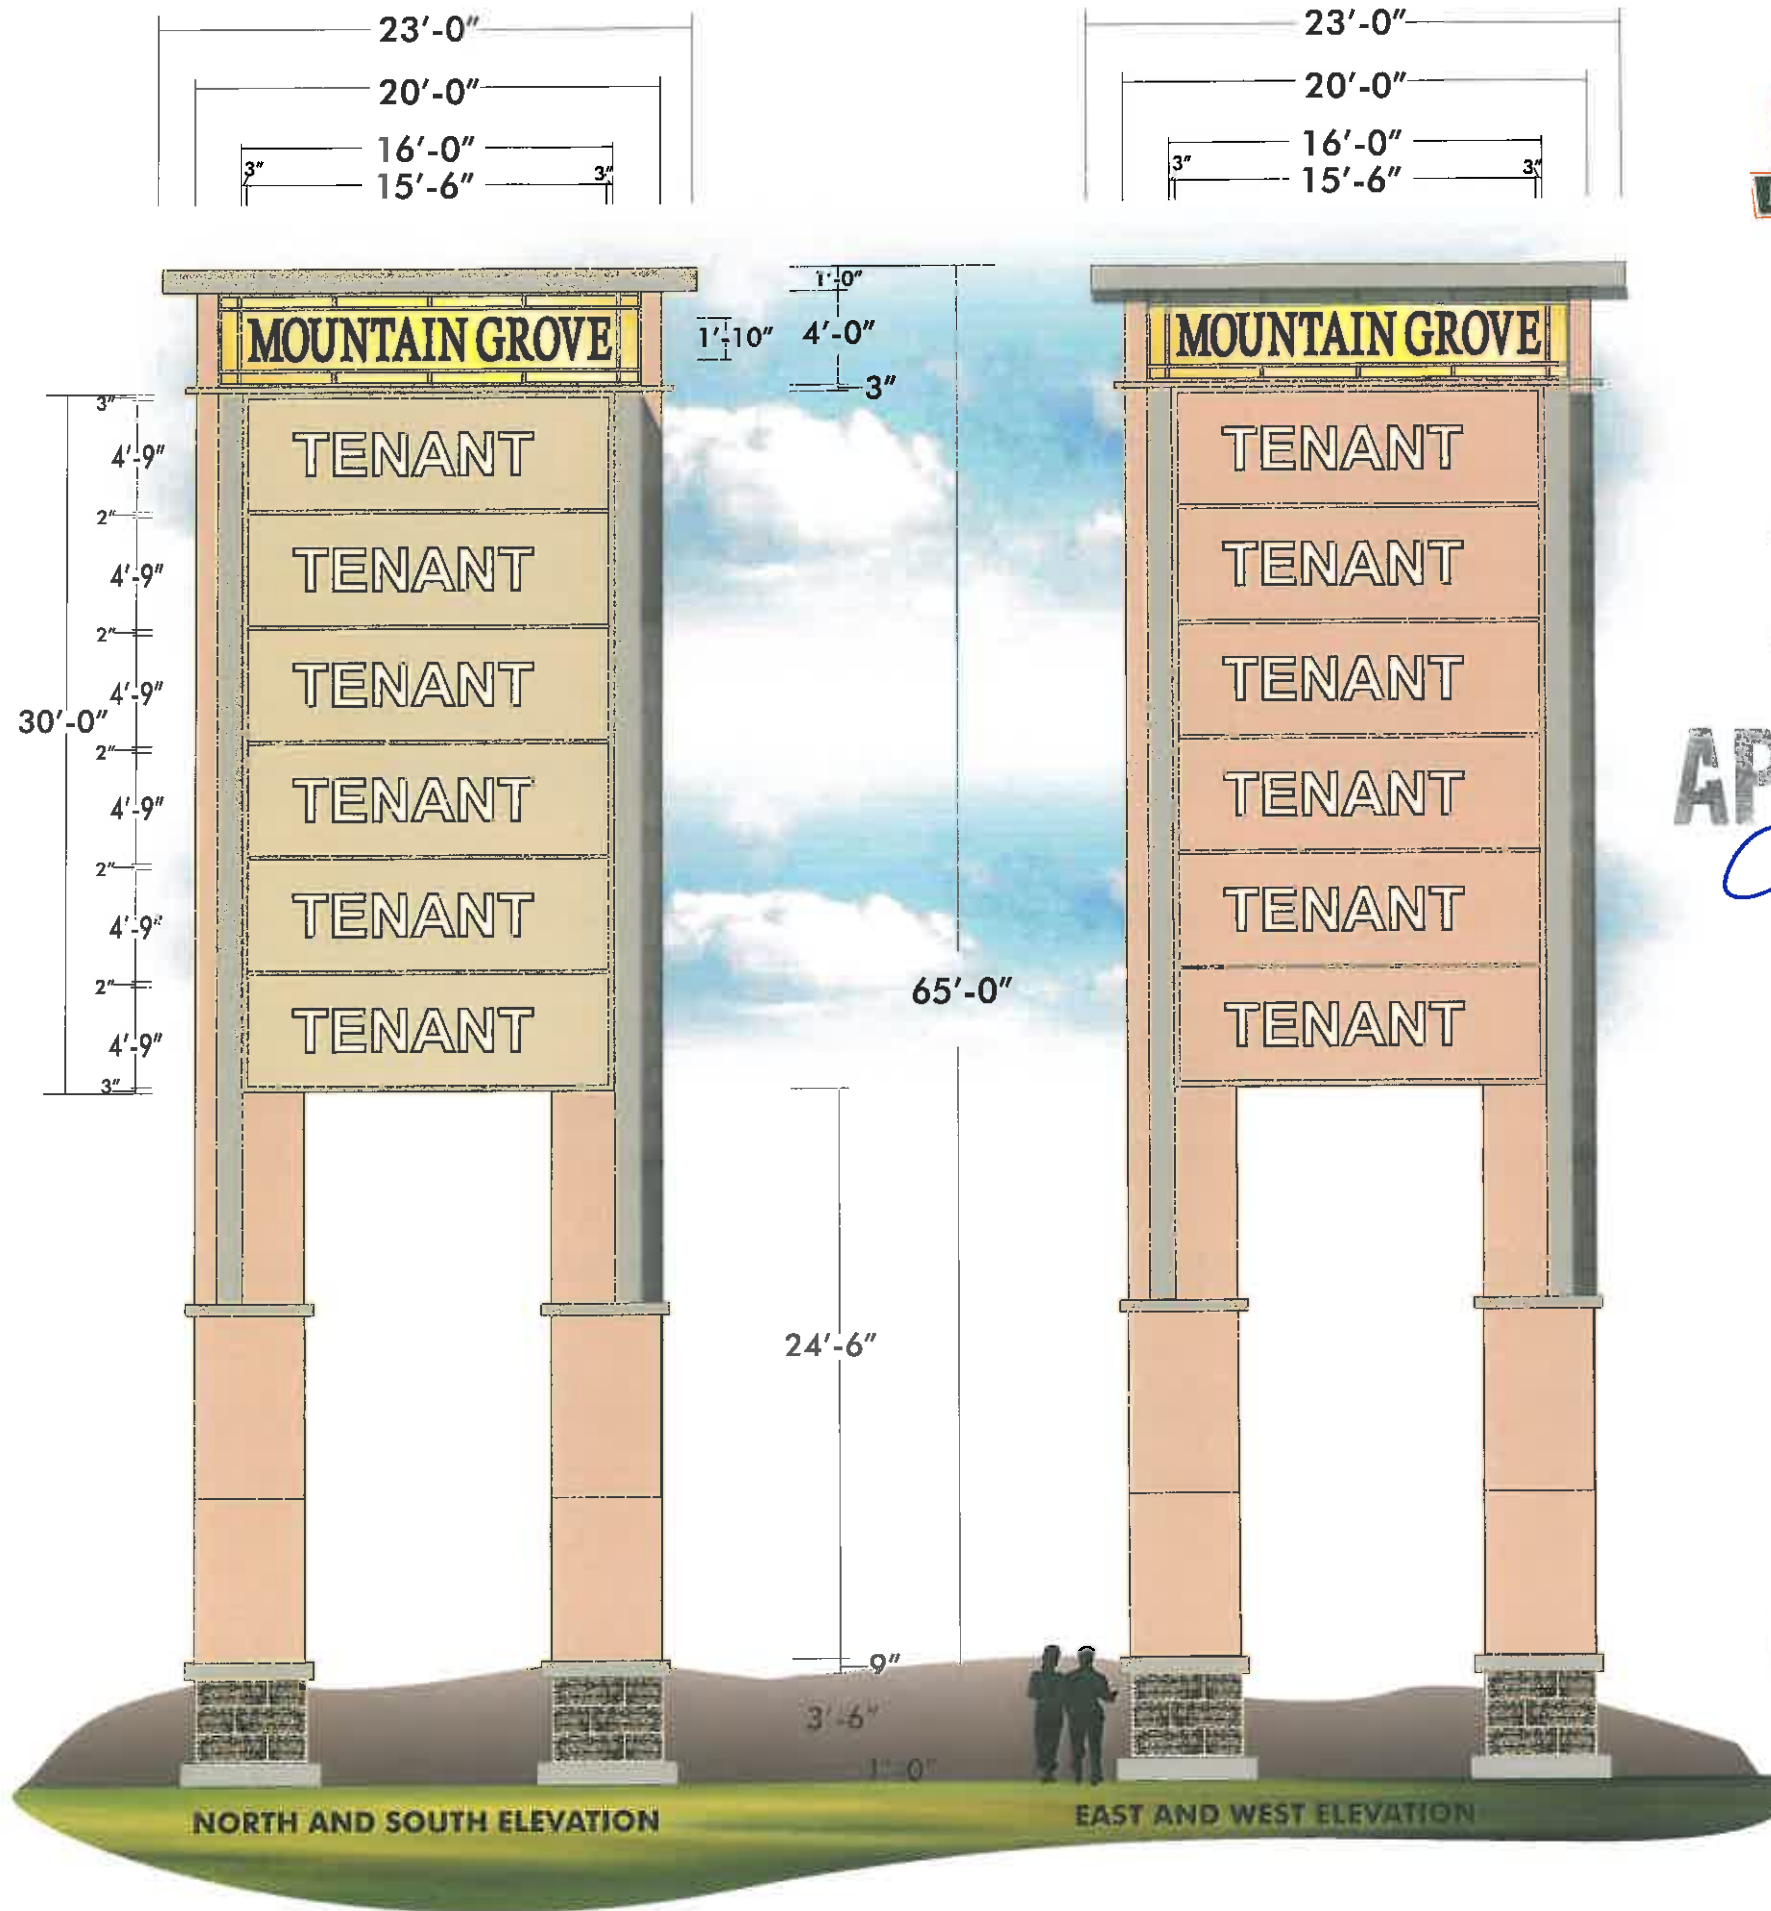 23'-0"
20'-0"
16'-0"
3" 3"
15'-6"
23'-0"
20'-0"
16'-0"
3" 3"
15'-6"
MOUNTAIN GROVE
1'-0"
1'-10" 4'-0"
3"
MOUNTAIN GROVE
3"
4'-9"
2"
4'-9"
2"
4'-9"
30'-0"
2"
4'-9"
2"
4'-9"
2"
4'-9"
3"
TENANT
TENANT
TENANT
TENANT
TENANT
TENANT
65'-0"
24'-6"
9"
3'-6"
1'-0"
TENANT
TENANT
TENANT
TENANT
TENANT
TENANT
AP
NORTH AND SOUTH ELEVATION
EAST AND WEST ELEVATION